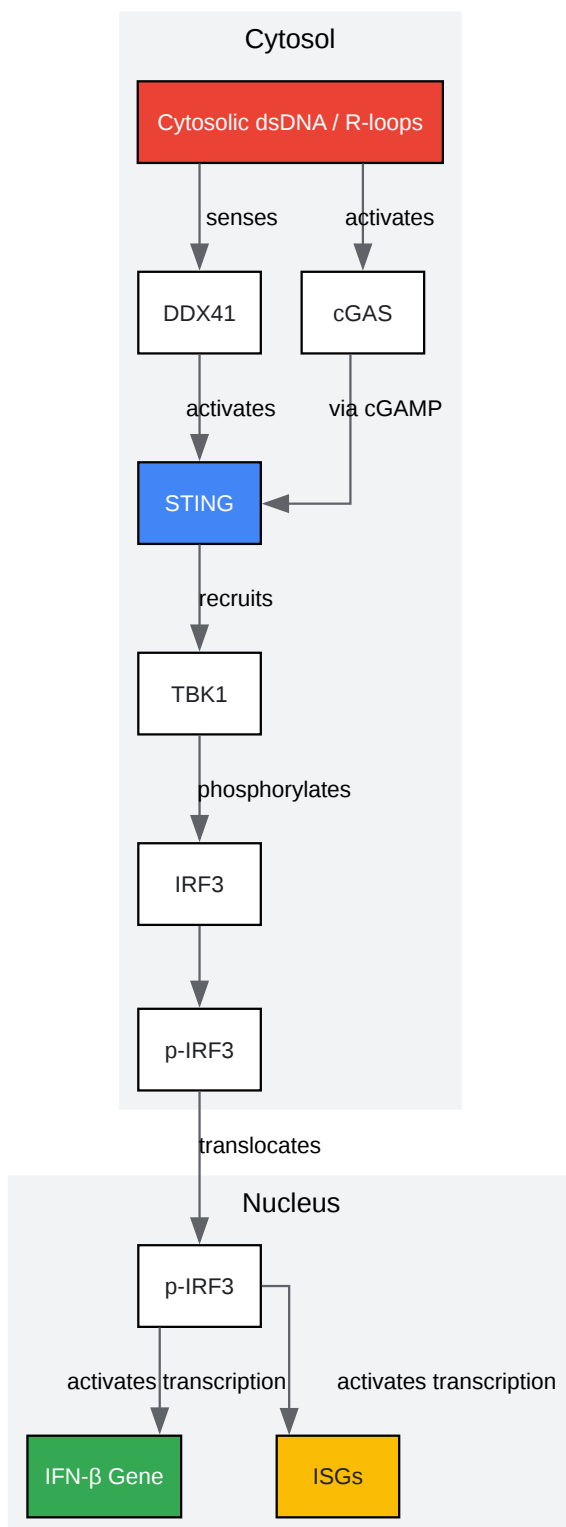 Cytosol
Cytosolic dsDNA / R-loops
senses
activates
DDX41
cGAS
activates
via cGAMP
STING
recruits
TBK1
phosphorylates
IRF3
p-IRF3
translocates
Nucleus
p-IRF3
activates transcription
activates transcription
IFN-β Gene
ISGs